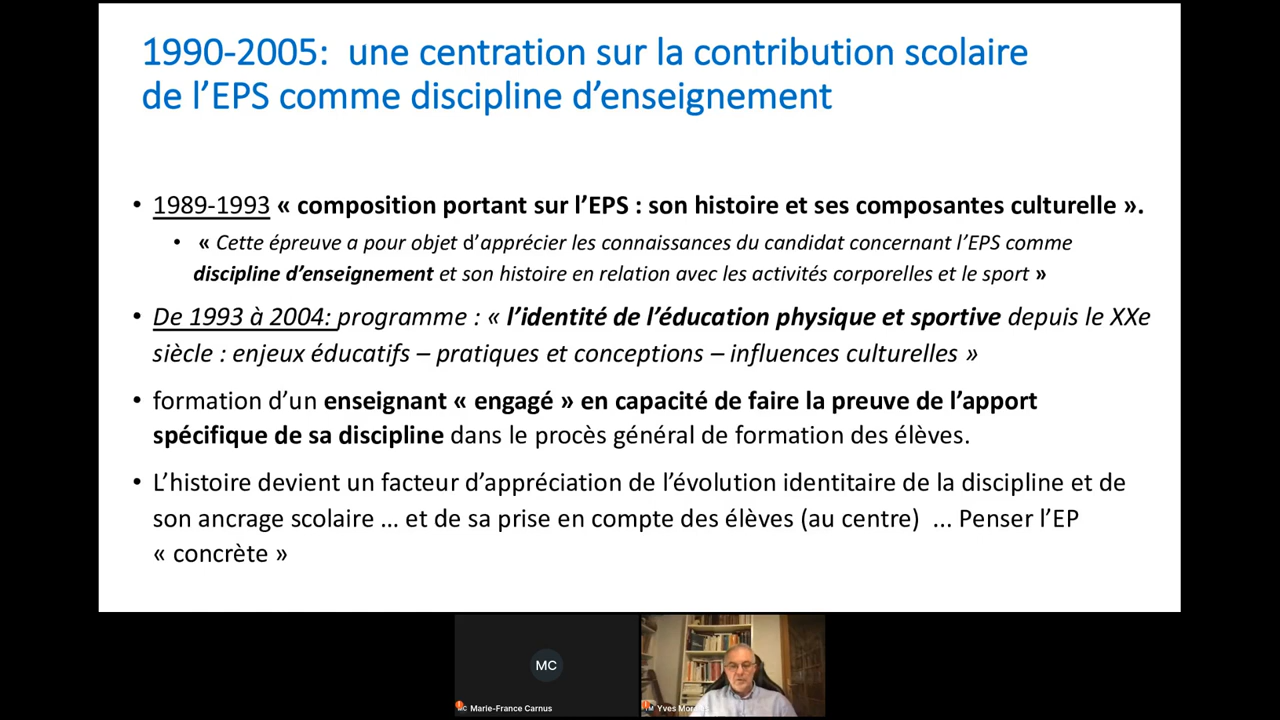 1990-2005: une centration sur la contribution scolaire
de l’EPS comme discipline d’enseignement
• 1989-1993 « composition portant sur l’EPS : son histoire et ses composantes culturelle ».
• « Cette épreuve a pour objet d’apprécier les connaissances du candidat concernant l’EPS comme
discipline d’enseignement et son histoire en relation avec les activités corporelles et le sport »
• De 1993 à 2004: programme : « l’identité de l’éducation physique et sportive depuis le XXe
siècle : enjeux éducatifs – pratiques et conceptions – influences culturelles »
• formation d’un enseignant « engagé » en capacité de faire la preuve de l’apport
spécifique de sa discipline dans le procès général de formation des élèves.
• L’histoire devient un facteur d’appréciation de l’évolution identitaire de la discipline et de
son ancrage scolaire … et de sa prise en compte des élèves (au centre) ... Penser l’EP
« concrète »
MC
Marie-France Carnus
Yves